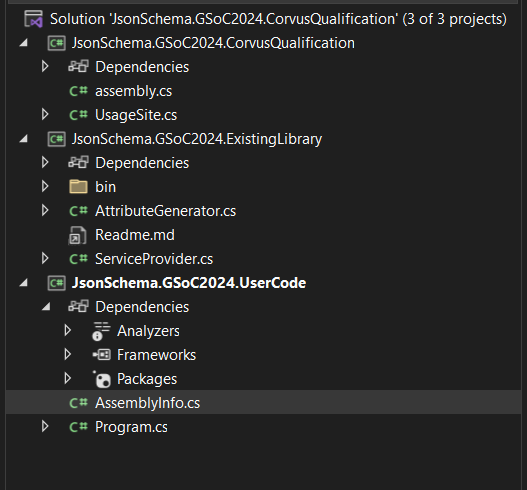 Solution 'JsonSchema.GSoC2024.CorvusQualification' (3 of 3 projects)
C# JsonSchema.GSoC2024.CorvusQualification
Dependencies
C# assembly.cs
C# UsageSite.cs
C# JsonSchema.GSoC2024.ExistingLibrary
Dependencies
bin
C# AttributeGenerator.cs
Readme.md
C# ServiceProvider.cs
C# JsonSchema.GSoC2024.UserCode
Dependencies
Analyzers
Frameworks
Packages
C# AssemblyInfo.cs
C# Program.cs